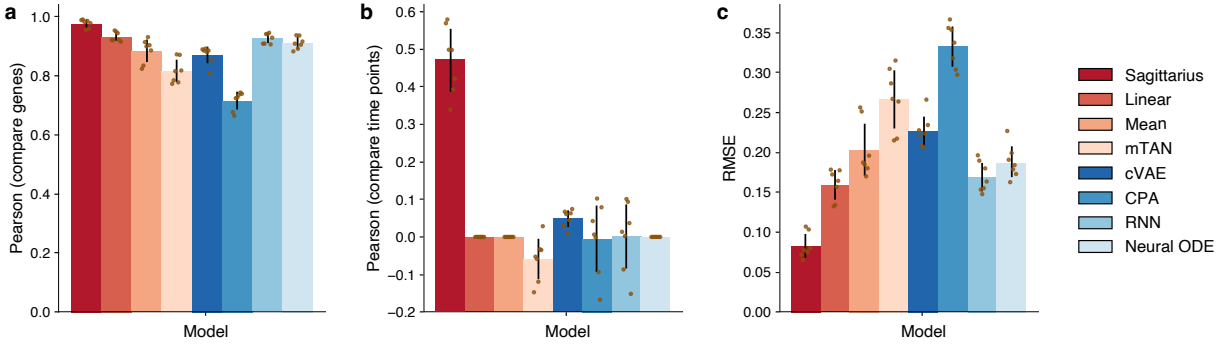 a
Pearson (compare genes)
1.0
0.8
0.6
0.4
0.2
0.0
Model
b
Pearson (compare time points)
0.6
0.5
0.4
0.3
0.2
0.1
0.0
−0.1
−0.2
Model
c
RMSE
0.35
0.30
0.25
0.20
0.15
0.10
0.05
0.00
Model
Sagittarius
Linear
Mean
mTAN
cVAE
CPA
RNN
Neural ODE